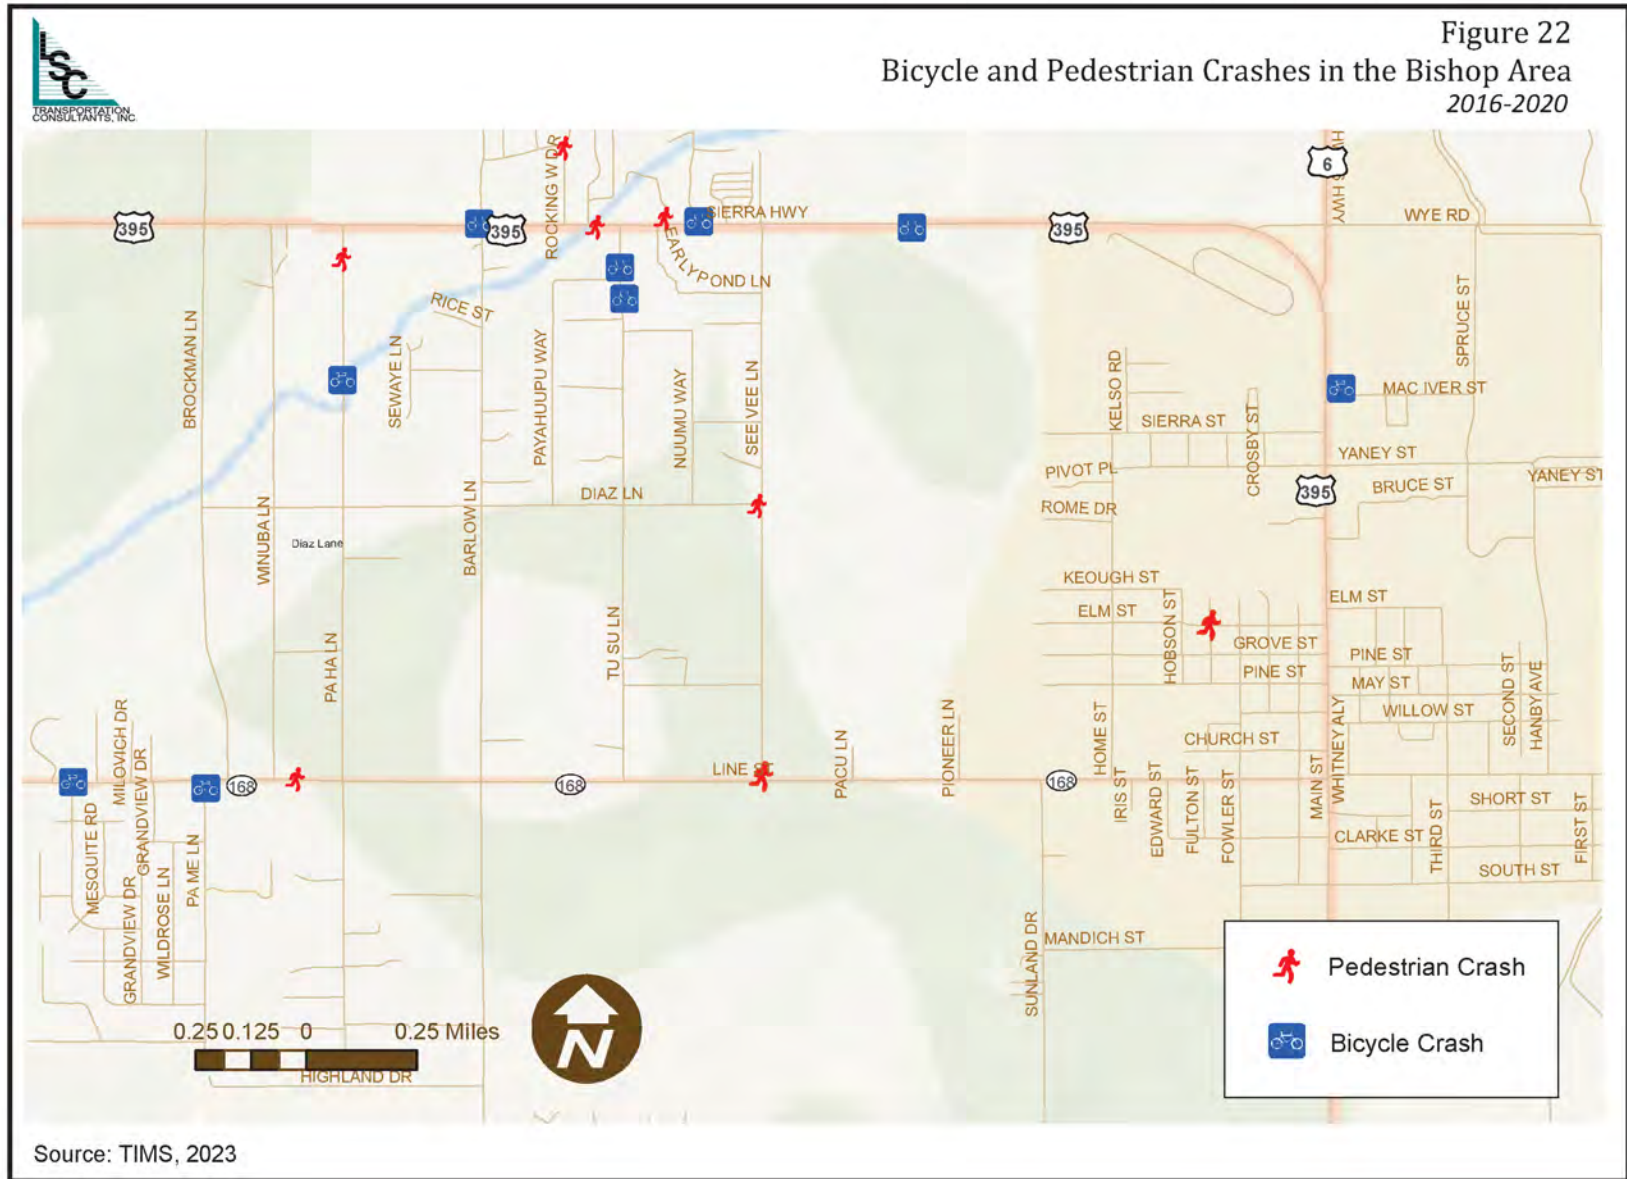 Figure 22
Bicycle and Pedestrian Crashes in the Bishop Area
2016-2020
LSC
TRANSPORTATION
CONSULTANTS, INC.
ROCKING W DR
6
395
395
SIERRA HWY
395
WYE RD
EARLYPOND LN
RICE ST
BROCKMAN LN
SEWAYE LN
PAYAHUUPU WAY
NUUMU WAY
SEE VEE LN
KELSO RD
SPRUCE ST
MAC IVER ST
SIERRA ST
CROSBY ST
YANEY ST
PIVOT PL
YANEY ST
395
BRUCE ST
DIAZ LN
ROME DR
WINUBA LN
Diaz Lane
BARLOW LN
KEOUGH ST
ELM ST
HOBSON ST
ELM ST
GROVE ST
PINE ST
PINE ST
MAY ST
PA HA LN
TU SU LN
SECOND ST
HANBY AVE
WILLOW ST
MILOVICH DR
GRANDVIEW DR
PIONEER LN
HOME ST
CHURCH ST
WHITNEY ALY
LINE ST
PACU LN
168
168
168
MAIN ST
IRIS ST
EDWARD ST
FULTON ST
FOWLER ST
SHORT ST
CLARKE ST
THIRD ST
FIRST ST
SOUTH ST
MESQUITE RD
PA ME LN
GRANDVIEW DR
WILDROSE LN
SUNLAND DR
MANDICH ST
Pedestrian Crash
Bicycle Crash
N
0.25 0.125 0 0.25 Miles
HIGHLAND DR
Source: TIMS, 2023